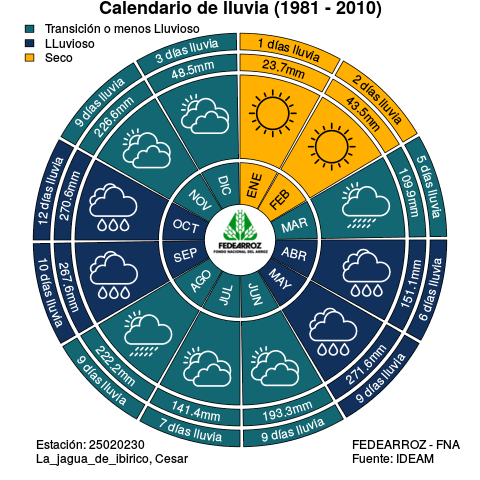 Calendario de lluvia (1981 - 2010)
Transición o menos Lluvioso
LLuvioso
Seco
1 días lluvia
23.7mm
ENE
2 días lluvia
43.5mm
FEB
5 días lluvia
109.9mm
MAR
6 días lluvia
151.1mm
ABR
9 días lluvia
271.6mm
MAY
9 días lluvia
193.3mm
JUN
7 días lluvia
141.4mm
JUL
9 días lluvia
222.2mm
AGO
10 días lluvia
267.6mm
SEP
12 días lluvia
270.6mm
OCT
9 días lluvia
226.6mm
NOV
3 días lluvia
48.5mm
DIC
FEDEARROZ
FONDO NACIONAL DEL ARROZ
Estación: 25020230
La_jagua_de_ibirico, Cesar
FEDEARROZ - FNA
Fuente: IDEAM